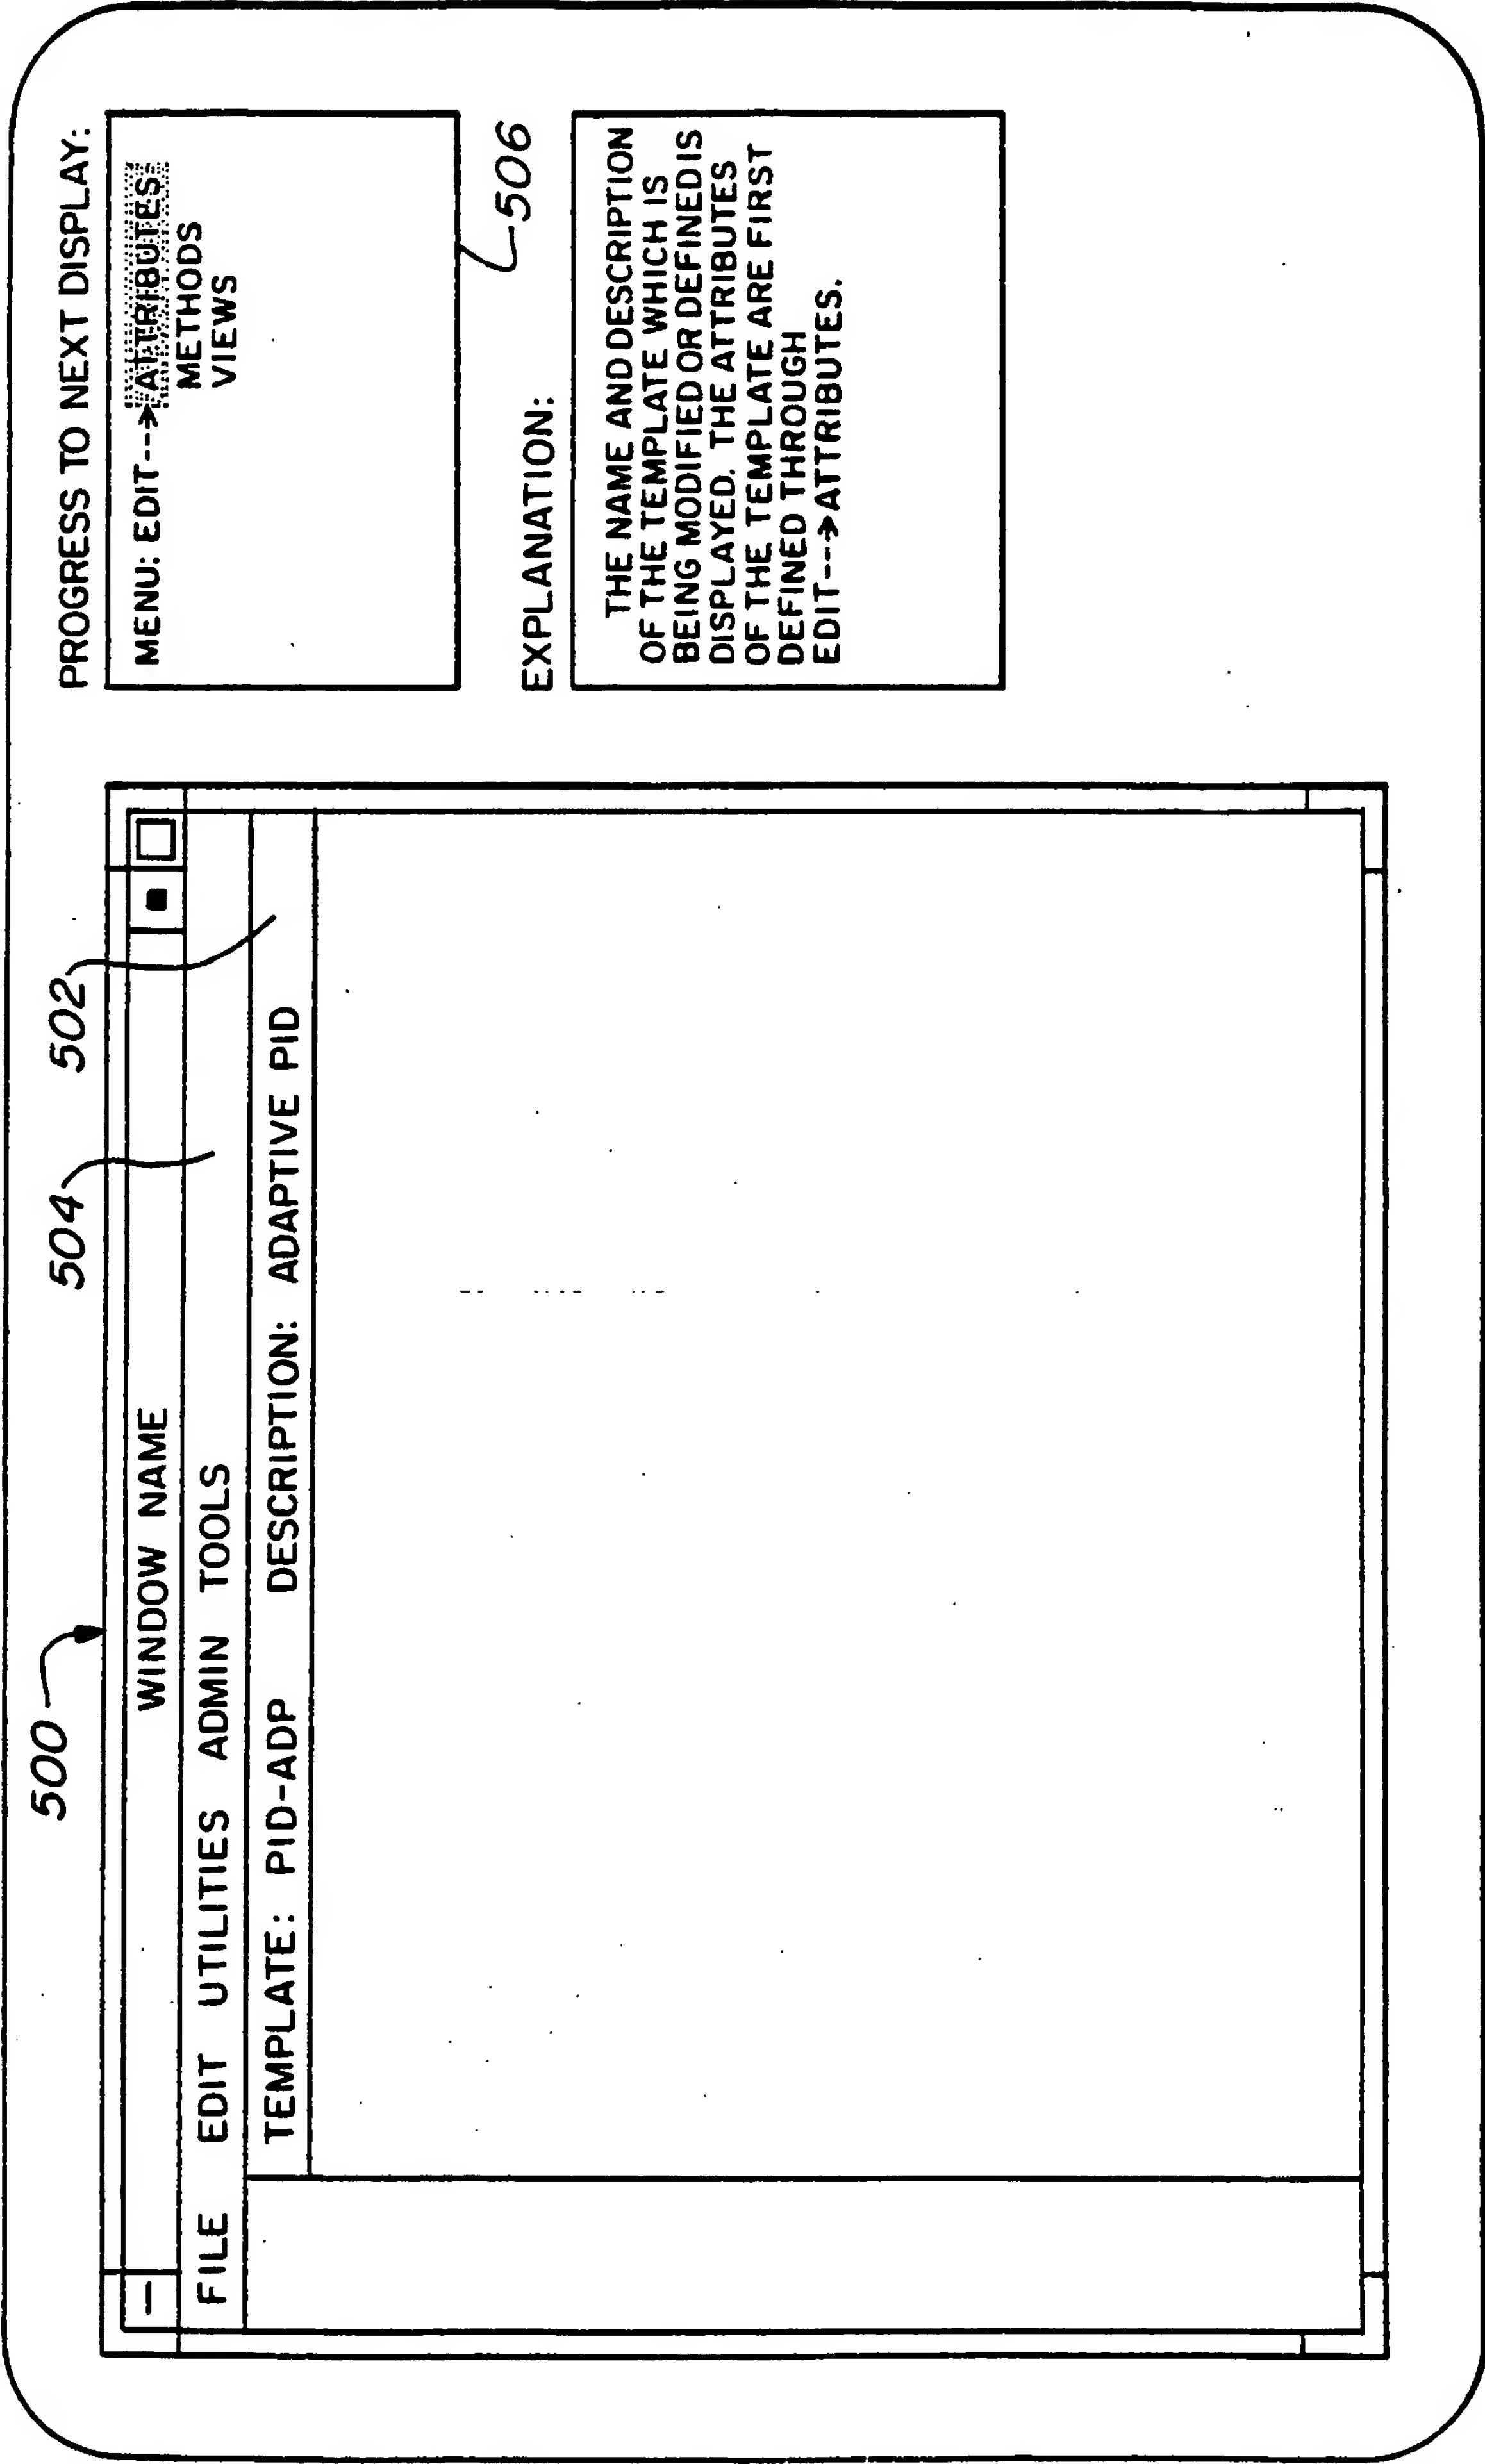 500
504
502
WINDOW NAME
FILE EDIT UTILITIES ADMIN TOOLS
TEMPLATE: PID-ADP DESCRIPTION: ADAPTIVE PID
PROGRESS TO NEXT DISPLAY:
MENU: EDIT--->ATTRIBUTES
METHODS
VIEWS
506
EXPLANATION:
THE NAME AND DESCRIPTION
OF THE TEMPLATE WHICH IS
BEING MODIFIED OR DEFINED IS
DISPLAYED. THE ATTRIBUTES
OF THE TEMPLATE ARE FIRST
DEFINED THROUGH
EDIT--->ATTRIBUTES.